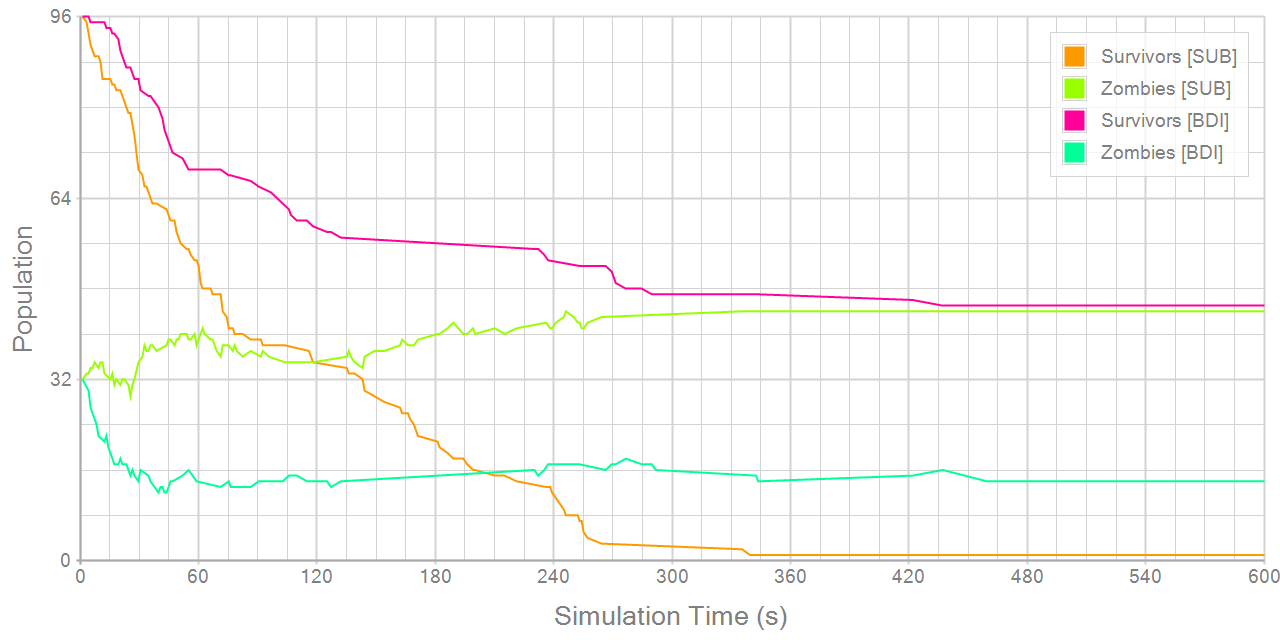 96
64
32
0
Population
Survivors [SUB]
Zombies [SUB]
Survivors [BDI]
Zombies [BDI]
0 60 120 180 240 300 360 420 480 540 600
Simulation Time (s)